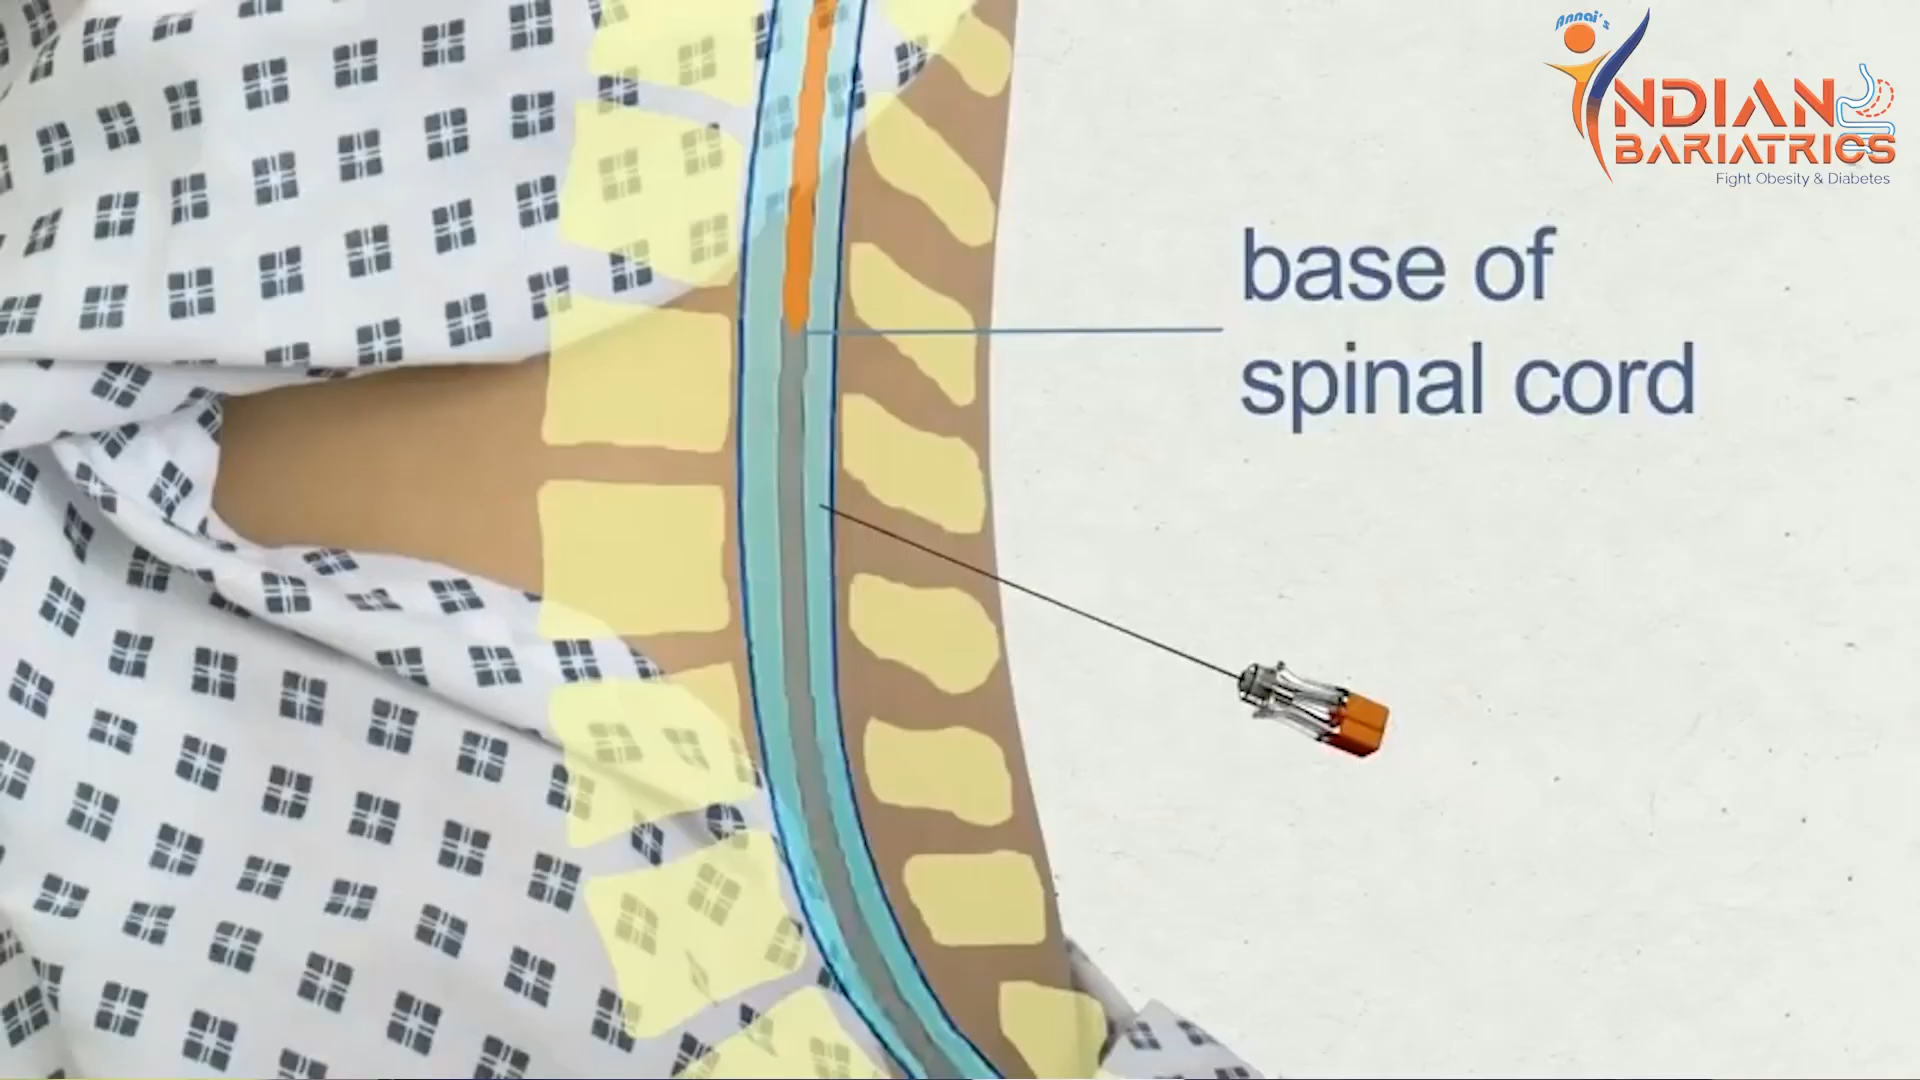 Annai's
INDIAN
BARIATRICS
Fight Obesity & Diabetes
base of
spinal cord